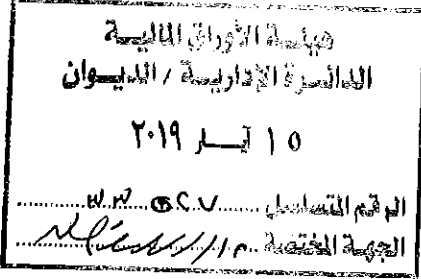 هيئة الأوراق المالية
الدائرة الإدارية / الديوان
١٥ آيار ٢٠١٩
الرقم المتسلسل
الجهة المختصة